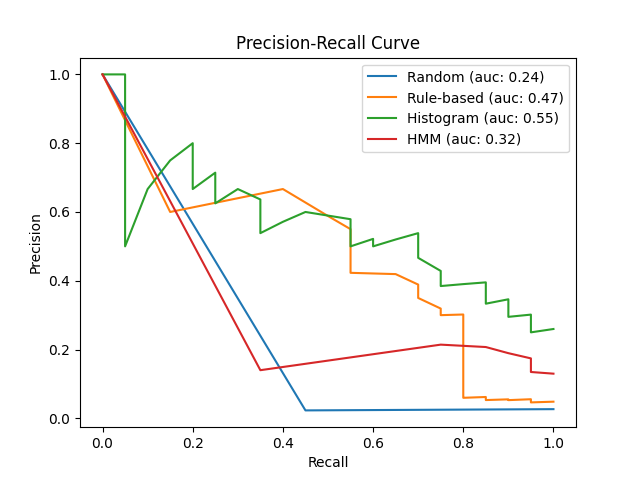 Precision-Recall Curve
Random (auc: 0.24)
Rule-based (auc: 0.47)
Histogram (auc: 0.55)
HMM (auc: 0.32)
Precision
1.0
0.8
0.6
0.4
0.2
0.0
0.0 0.2 0.4 0.6 0.8 1.0
Recall